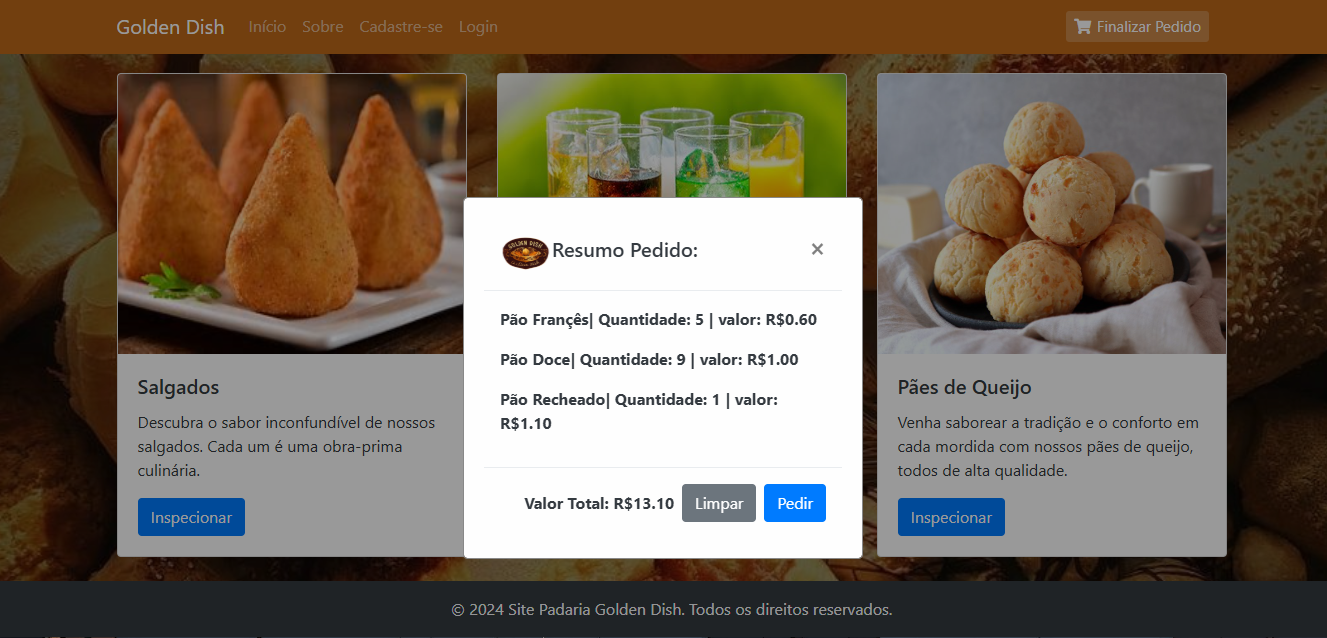 Golden Dish Início Sobre Cadastre-se Login Finalizar Pedido
GOLDEN DISH
Resumo Pedido: ×
Pão Françês| Quantidade: 5 | valor: R$0.60
Pão Doce| Quantidade: 9 | valor: R$1.00
Pão Recheado| Quantidade: 1 | valor:
R$1.10
Valor Total: R$13.10 Limpar Pedir
Salgados
Descubra o sabor inconfundível de nossos
salgados. Cada um é uma obra-prima
culinária.
Inspecionar
Pães de Queijo
Venha saborear a tradição e o conforto em
cada mordida com nossos pães de queijo,
todos de alta qualidade.
Inspecionar
© 2024 Site Padaria Golden Dish. Todos os direitos reservados.